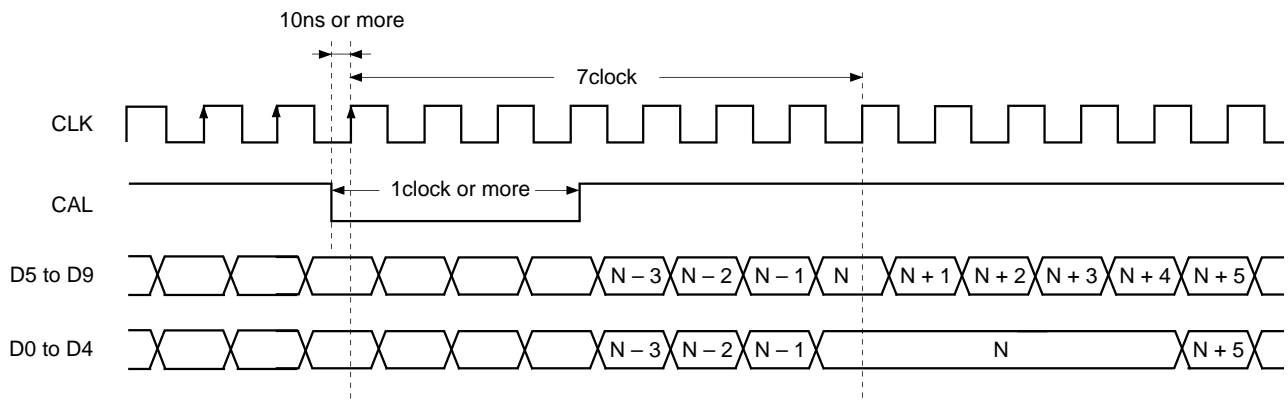 10ns or more
7clock
CLK
1clock or more
CAL
D5 to D9 N – 3 N – 2 N – 1 N N + 1 N + 2 N + 3 N + 4 N + 5
D0 to D4 N – 3 N – 2 N – 1 N N + 5